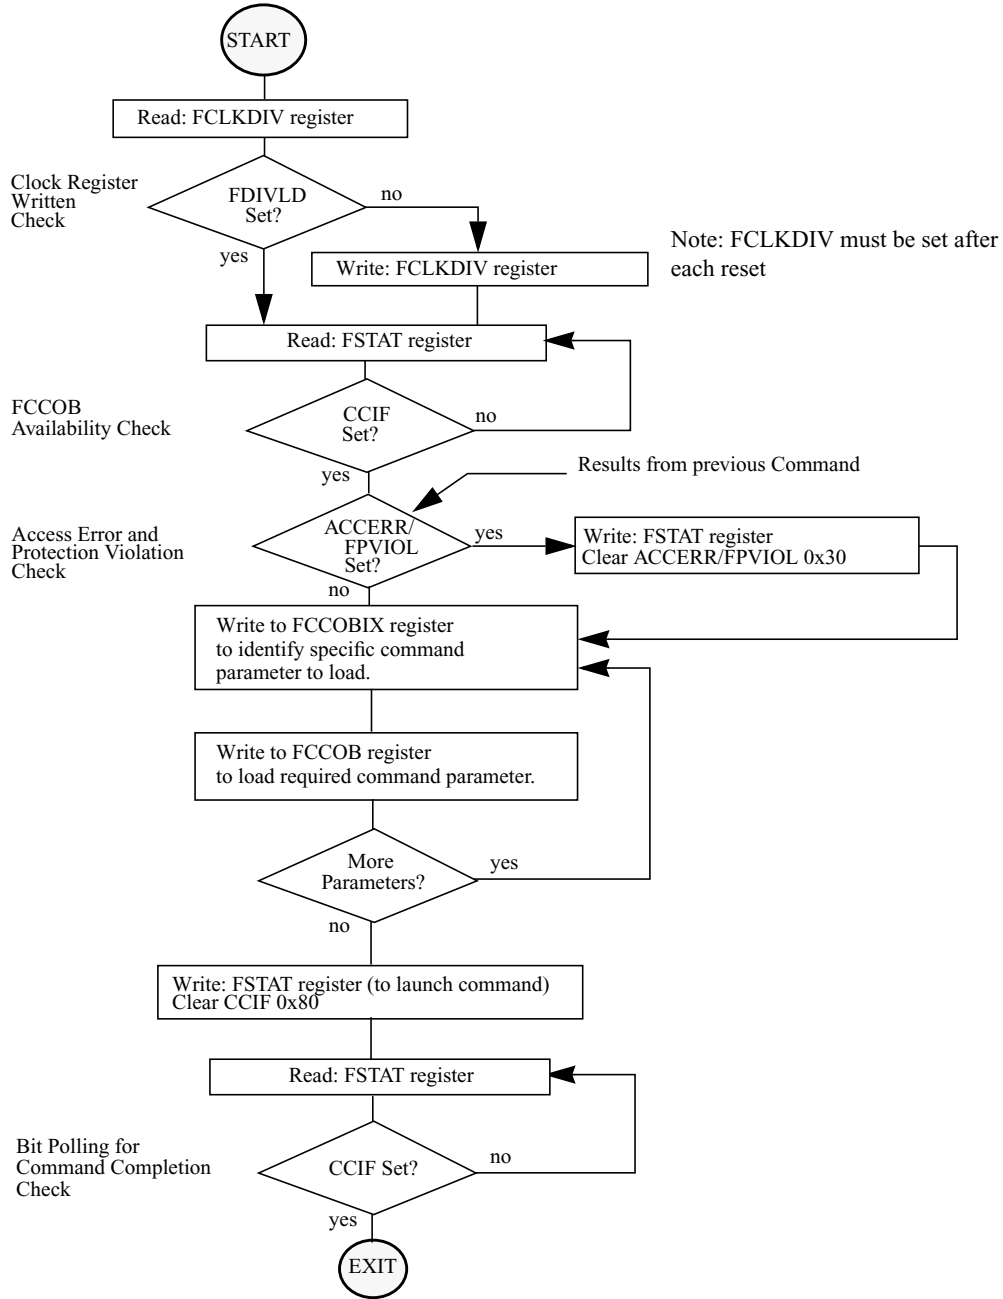 START
Read: FCLKDIV register
Clock Register
Written
Check
FDIVLD
Set?
no
yes
Note: FCLKDIV must be set after
each reset
Write: FCLKDIV register
Read: FSTAT register
FCCOB
Availability Check
CCIF
Set?
no
yes
Results from previous Command
Access Error and
Protection Violation
Check
ACCERR/
FPVIOL
Set?
yes
no
Write: FSTAT register
Clear ACCERR/FPVIOL 0x30
Write to FCCOBIX register
to identify specific command
parameter to load.
Write to FCCOB register
to load required command parameter.
More
Parameters?
yes
no
Write: FSTAT register (to launch command)
Clear CCIF 0x80
Read: FSTAT register
Bit Polling for
Command Completion
Check
CCIF Set?
no
yes
EXIT